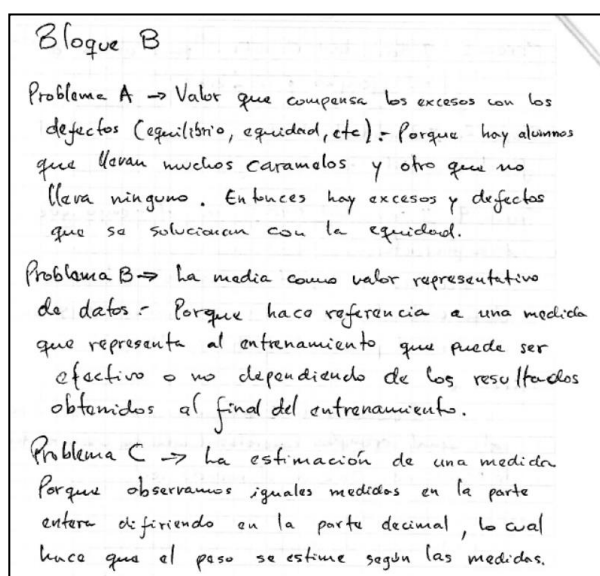 Bloque B
Problema A → Valor que compensa los excesos con los
defectos (equilibrio, equidad, etc).- Porque hay alumnos
que llevan muchos caramelos y otro que no
lleva ninguno. Entonces hay excesos y defectos
que se solucionan con la equidad.
Problema B → La media como valor representativo
de datos.- Porque hace referencia a una medida
que representa al entrenamiento que puede ser
efectivo o no dependiendo de los resultados
obtenidos al final del entrenamiento.
Problema C → La estimación de una medida
Porque observamos iguales medidas en la parte
entera difiriendo en la parte decimal, lo cual
hace que el peso se estime según las medidas.